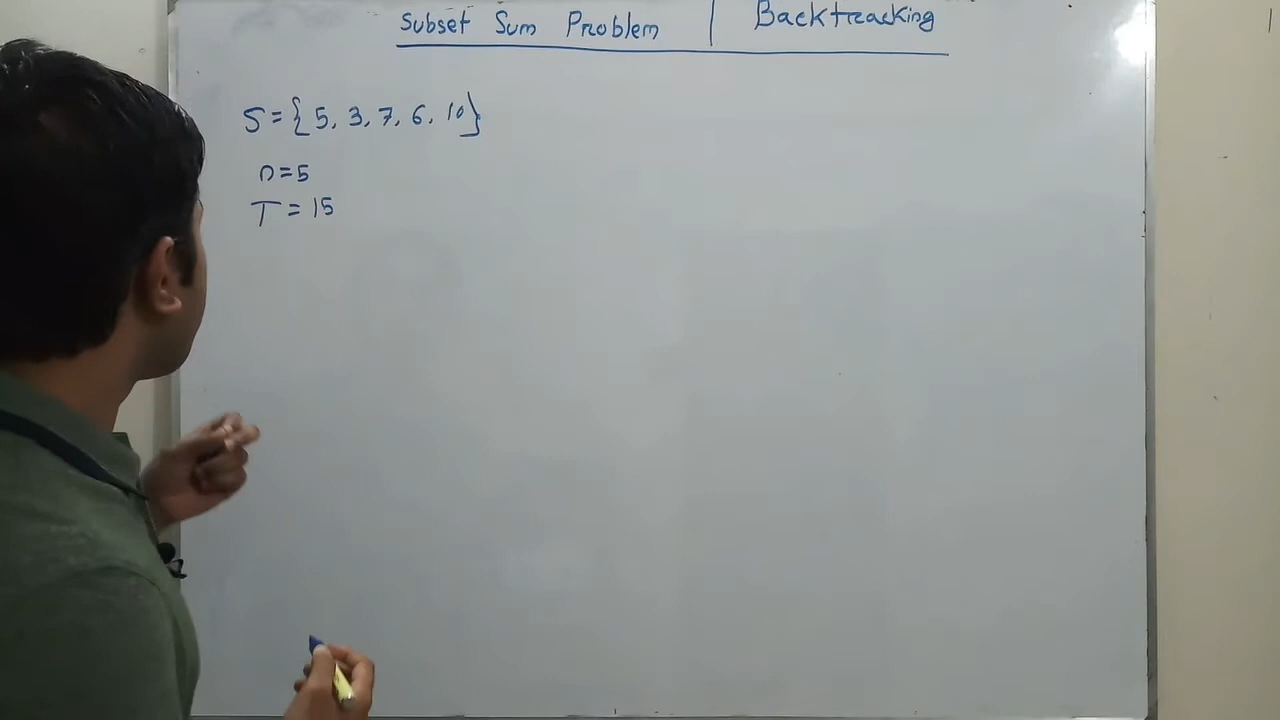 Subset Sum Problem | Backtracking
S = {5, 3, 7, 6, 10}
n = 5
T = 15